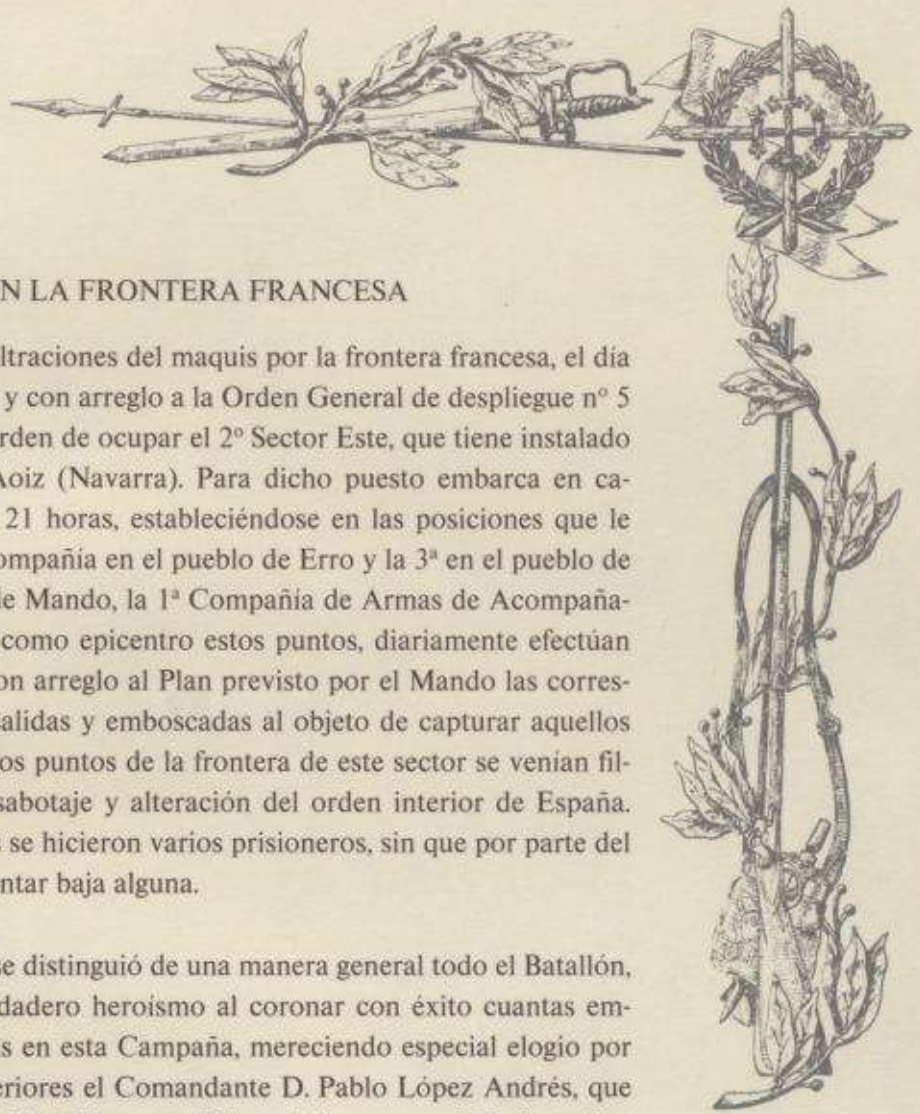 N LA FRONTERA FRANCESA
ltraciones del maquis por la frontera francesa, el día
y con arreglo a la Orden General de despliegue nº 5
rden de ocupar el 2º Sector Este, que tiene instalado
Aoiz (Navarra). Para dicho puesto embarca en ca-
21 horas, estableciéndose en las posiciones que le
ompañía en el pueblo de Erro y la 3ª en el pueblo de
le Mando, la 1ª Compañía de Armas de Acompaña-
como epicentro estos puntos, diariamente efectúan
on arreglo al Plan previsto por el Mando las corres-
salidas y emboscadas al objeto de capturar aquellos
os puntos de la frontera de este sector se venían fil-
sabotaje y alteración del orden interior de España.
s se hicieron varios prisioneros, sin que por parte del
ntar baja alguna.
se distinguió de una manera general todo el Batallón,
dadero heroísmo al coronar con éxito cuantas em-
as en esta Campaña, mereciendo especial elogio por
eriores el Comandante D. Pablo López Andrés, que